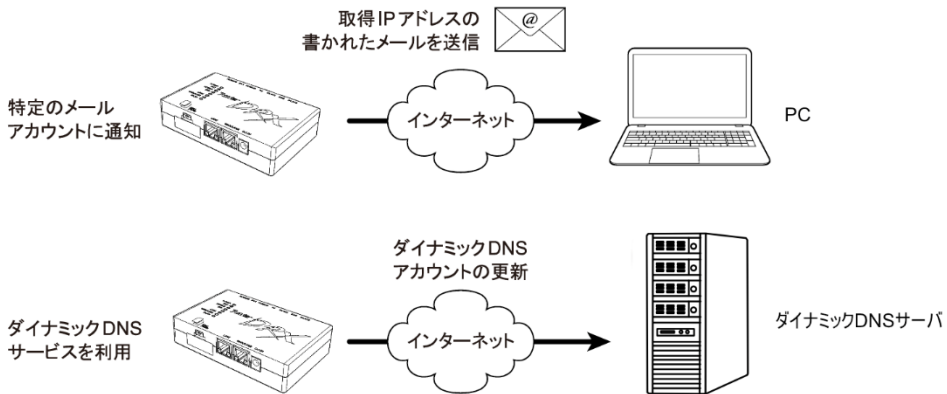 取得IPアドレスの
書かれたメールを送信
@
特定のメール
アカウントに通知
インターネット
PC
ダイナミックDNS
アカウントの更新
ダイナミックDNS
サービスを利用
インターネット
ダイナミックDNSサーバ